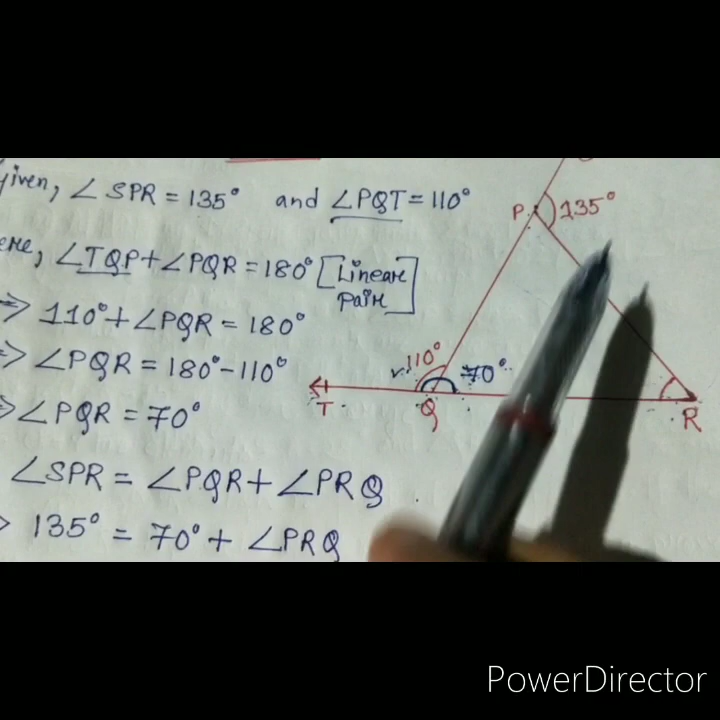 given, ∠SPR = 135° and ∠PQT = 110°
∠TQP + ∠PQR = 180° [Linear pair]
=> 110° + ∠PQR = 180°
=> ∠PQR = 180° - 110°
=> ∠PQR = 70°
∠SPR = ∠PQR + ∠PRQ
135° = 70° + ∠PRQ
P 135°
110° 70°
T Q R
PowerDirector